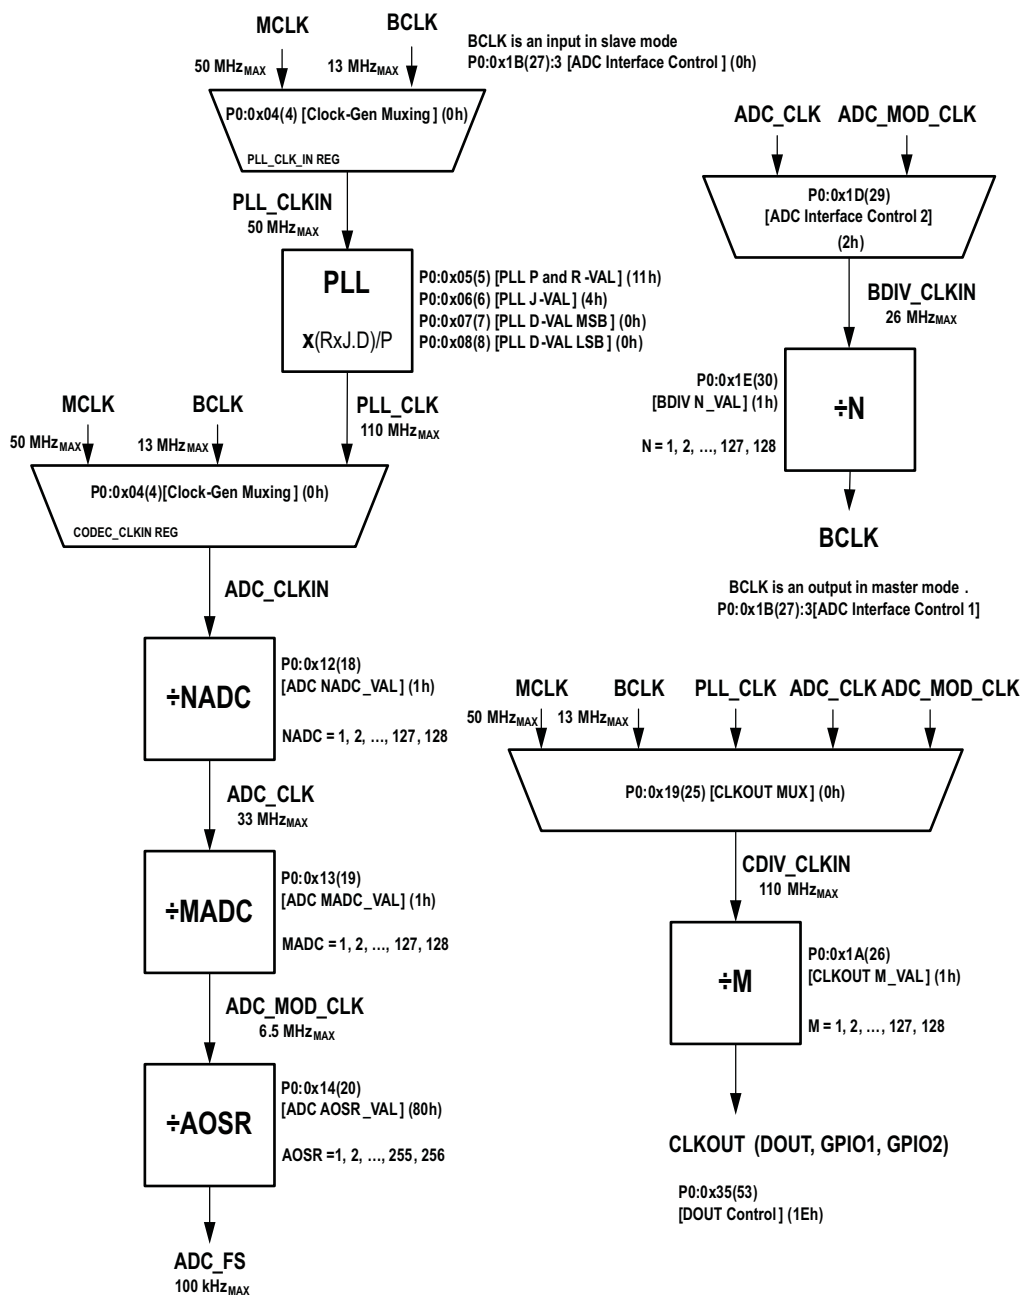 MCLK
BCLK
50 MHzMAX
13 MHzMAX
BCLK is an input in slave mode
P0:0x1B(27):3 [ADC Interface Control ] (0h)
P0:0x04(4) [Clock-Gen Muxing] (0h)
PLL_CLK_IN REG
PLL_CLKIN
50 MHzMAX
PLL
x(RxJ.D)/P
P0:0x05(5) [PLL P and R -VAL] (11h)
P0:0x06(6) [PLL J-VAL] (4h)
P0:0x07(7) [PLL D-VAL MSB] (0h)
P0:0x08(8) [PLL D-VAL LSB] (0h)
MCLK
BCLK
PLL_CLK
50 MHzMAX
13 MHzMAX
110 MHzMAX
P0:0x04(4)[Clock-Gen Muxing] (0h)
CODEC_CLKIN REG
ADC_CLKIN
÷NADC
P0:0x12(18)
[ADC NADC_VAL] (1h)
NADC = 1, 2, ..., 127, 128
ADC_CLK
33 MHzMAX
÷MADC
P0:0x13(19)
[ADC MADC_VAL] (1h)
MADC = 1, 2, ..., 127, 128
ADC_MOD_CLK
6.5 MHzMAX
÷AOSR
P0:0x14(20)
[ADC AOSR_VAL] (80h)
AOSR =1, 2, ..., 255, 256
ADC_FS
100 kHzMAX
ADC_CLK
ADC_MOD_CLK
P0:0x1D(29)
[ADC Interface Control 2]
(2h)
BDIV_CLKIN
26 MHzMAX
P0:0x1E(30)
[BDIV N_VAL] (1h)
N = 1, 2, ..., 127, 128
÷N
BCLK
BCLK is an output in master mode .
P0:0x1B(27):3[ADC Interface Control 1]
MCLK
BCLK
PLL_CLK
ADC_CLK
ADC_MOD_CLK
50 MHzMAX
13 MHzMAX
P0:0x19(25) [CLKOUT MUX] (0h)
CDIV_CLKIN
110 MHzMAX
÷M
P0:0x1A(26)
[CLKOUT M_VAL] (1h)
M = 1, 2, ..., 127, 128
CLKOUT (DOUT, GPIO1, GPIO2)
P0:0x35(53)
[DOUT Control] (1Eh)